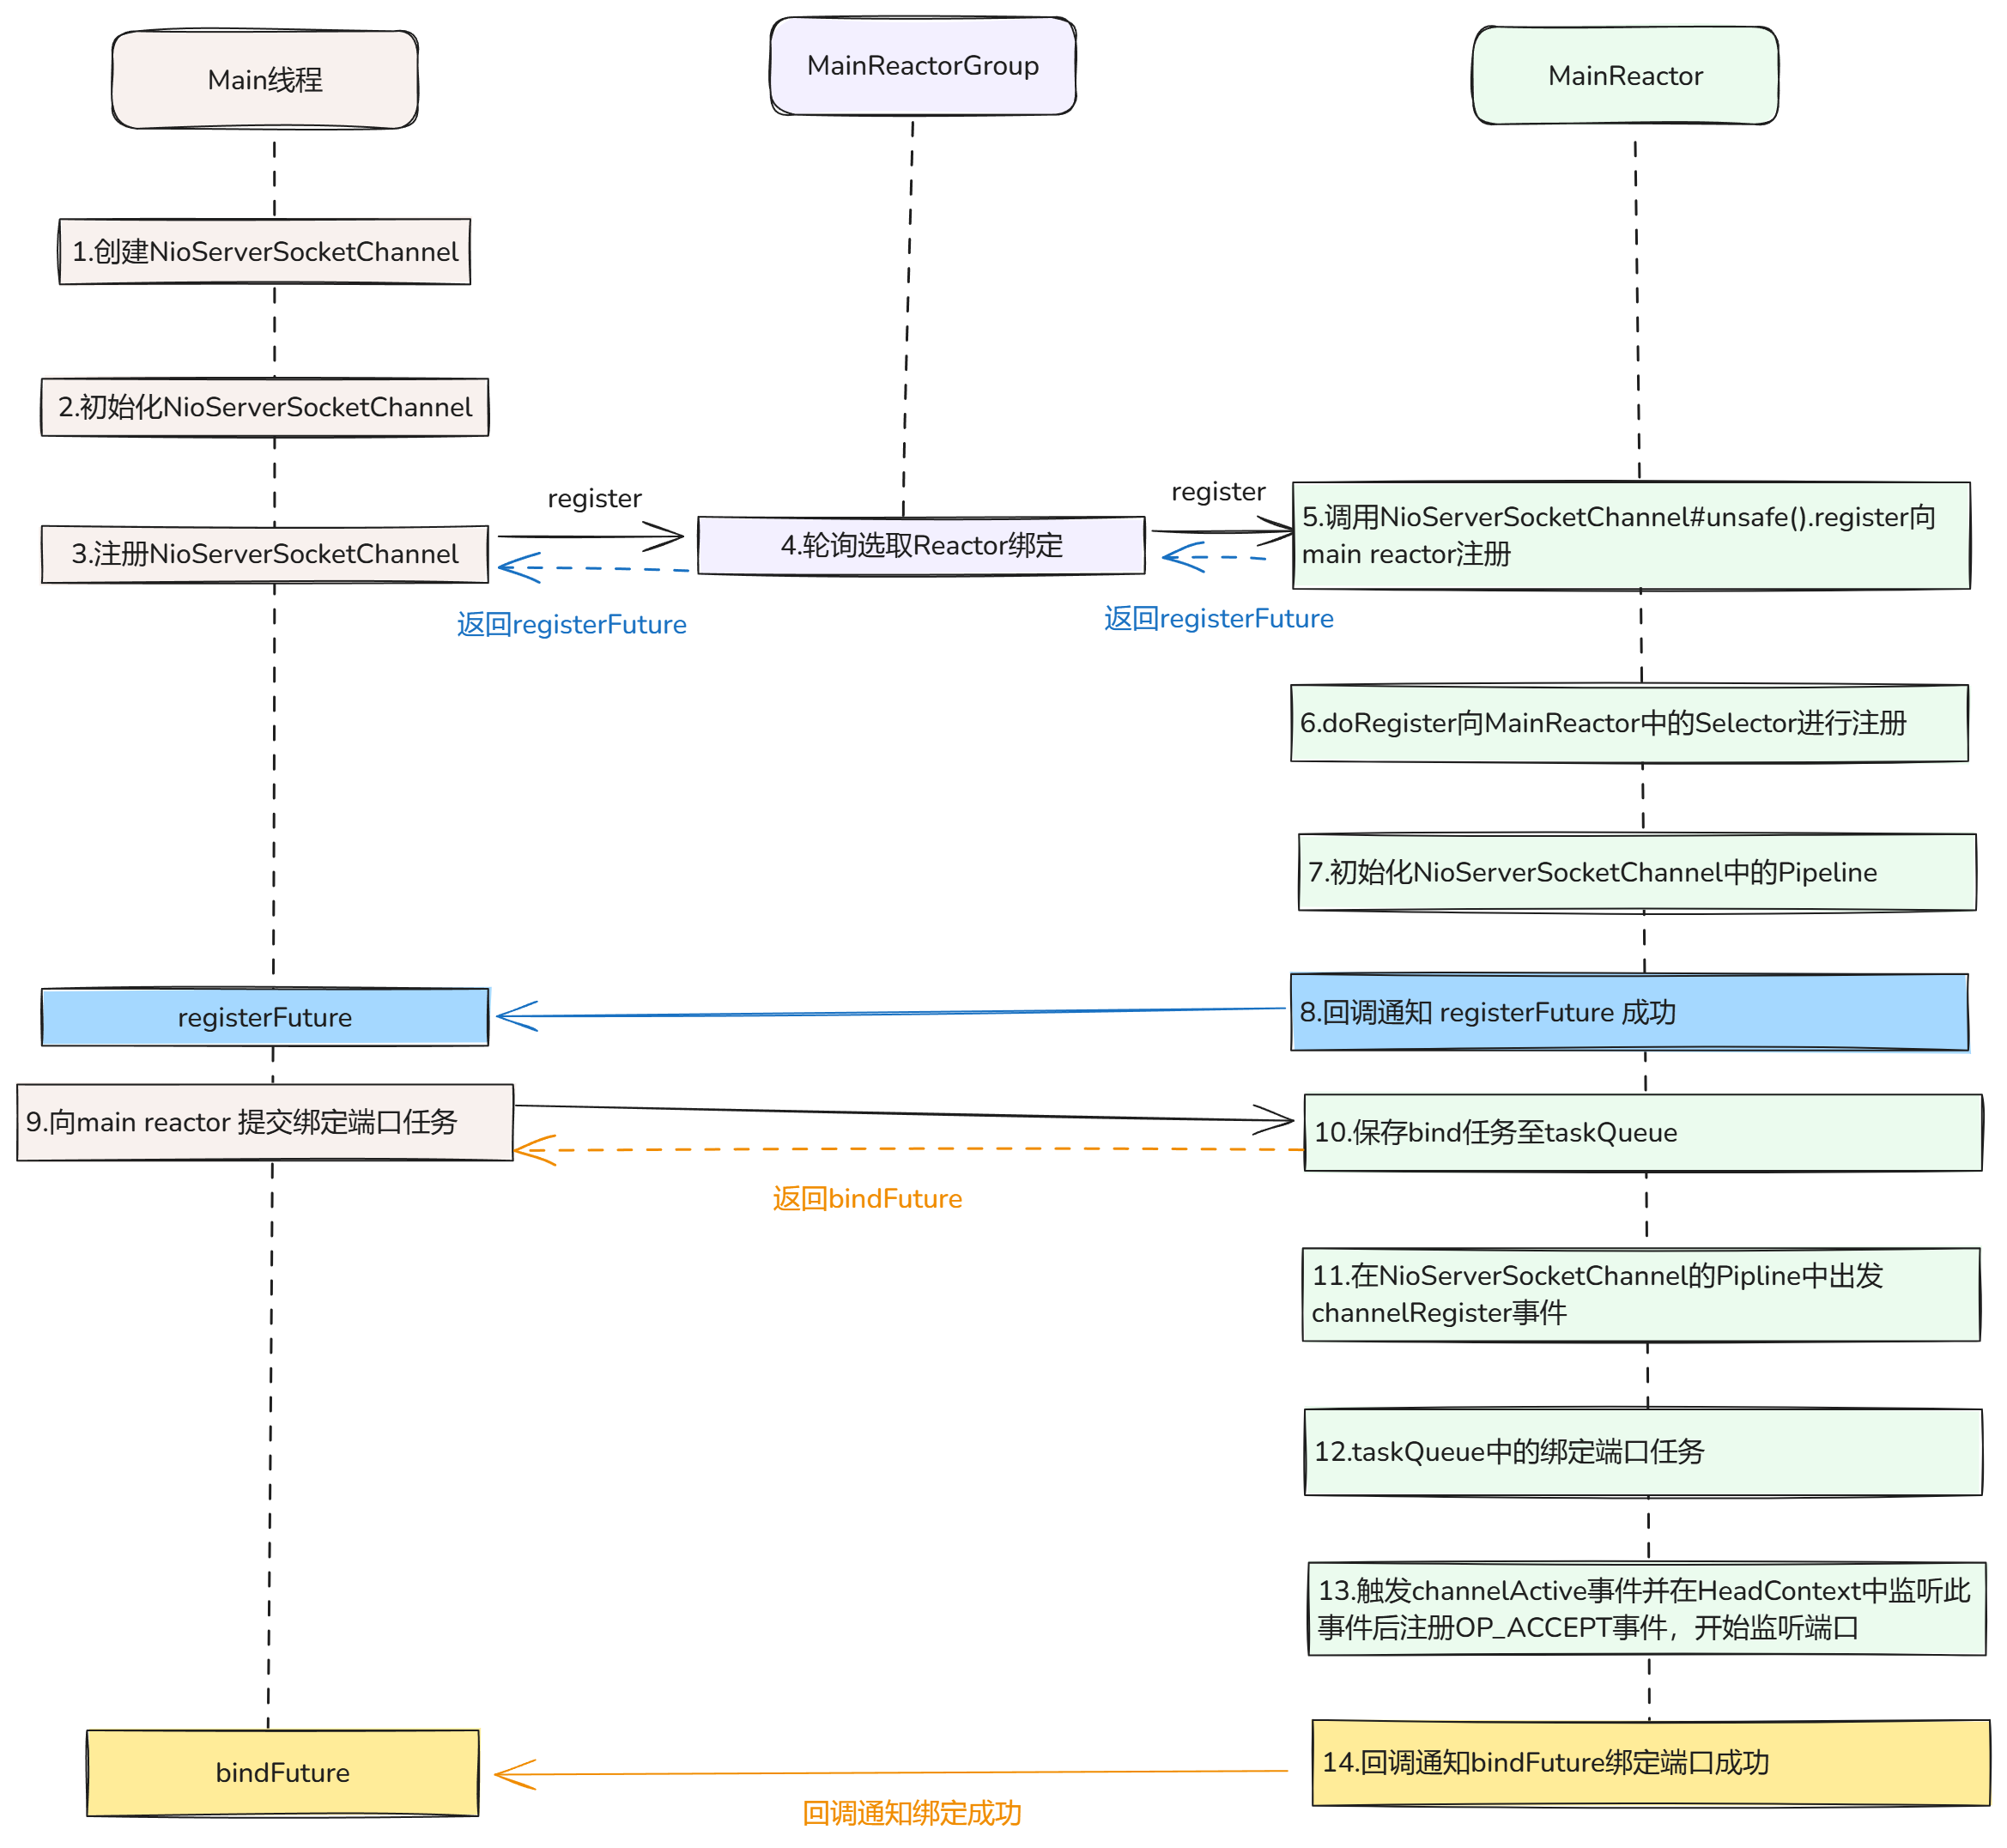 Main线程
MainReactorGroup
MainReactor
1.创建NioServerSocketChannel
2.初始化NioServerSocketChannel
register
register
3.注册NioServerSocketChannel
4.轮询选取Reactor绑定
5.调用NioServerSocketChannel#unsafe().register向
main reactor注册
返回registerFuture
返回registerFuture
6.doRegister向MainReactor中的Selector进行注册
7.初始化NioServerSocketChannel中的Pipeline
registerFuture
8.回调通知 registerFuture 成功
9.向main reactor 提交绑定端口任务
10.保存bind任务至taskQueue
返回bindFuture
11.在NioServerSocketChannel的Pipline中出发
channelRegister事件
12.taskQueue中的绑定端口任务
13.触发channelActive事件并在HeadContext中监听此
事件后注册OP_ACCEPT事件，开始监听端口
bindFuture
14.回调通知bindFuture绑定端口成功
回调通知绑定成功